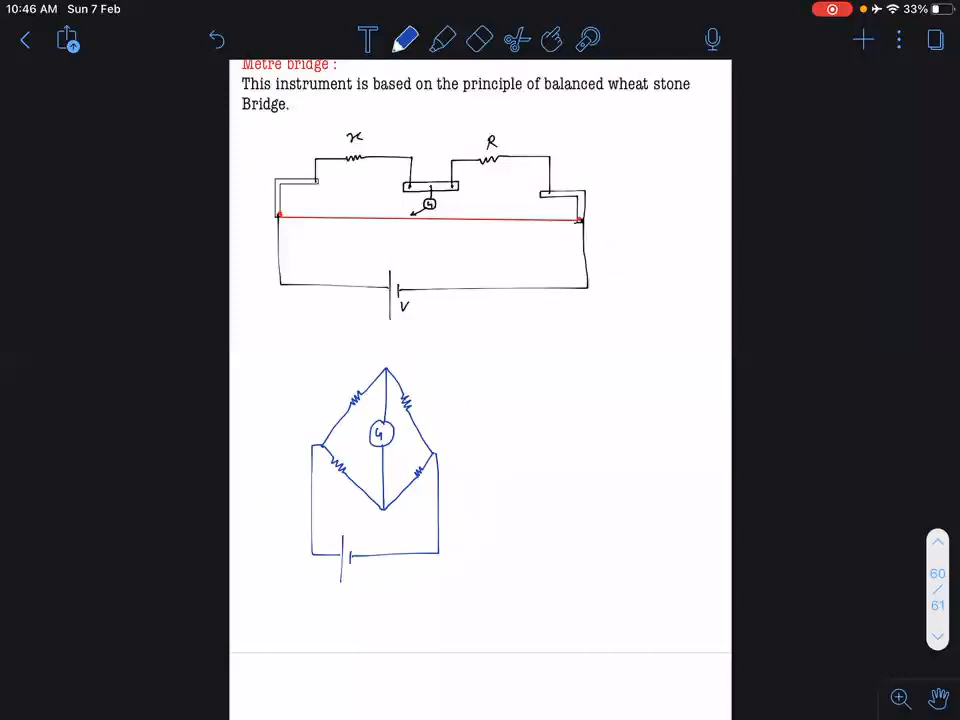 10:46 AM Sun 7 Feb
33%
Metre bridge :
This instrument is based on the principle of balanced wheat stone
Bridge.
x
R
G
V
G
60
/
61